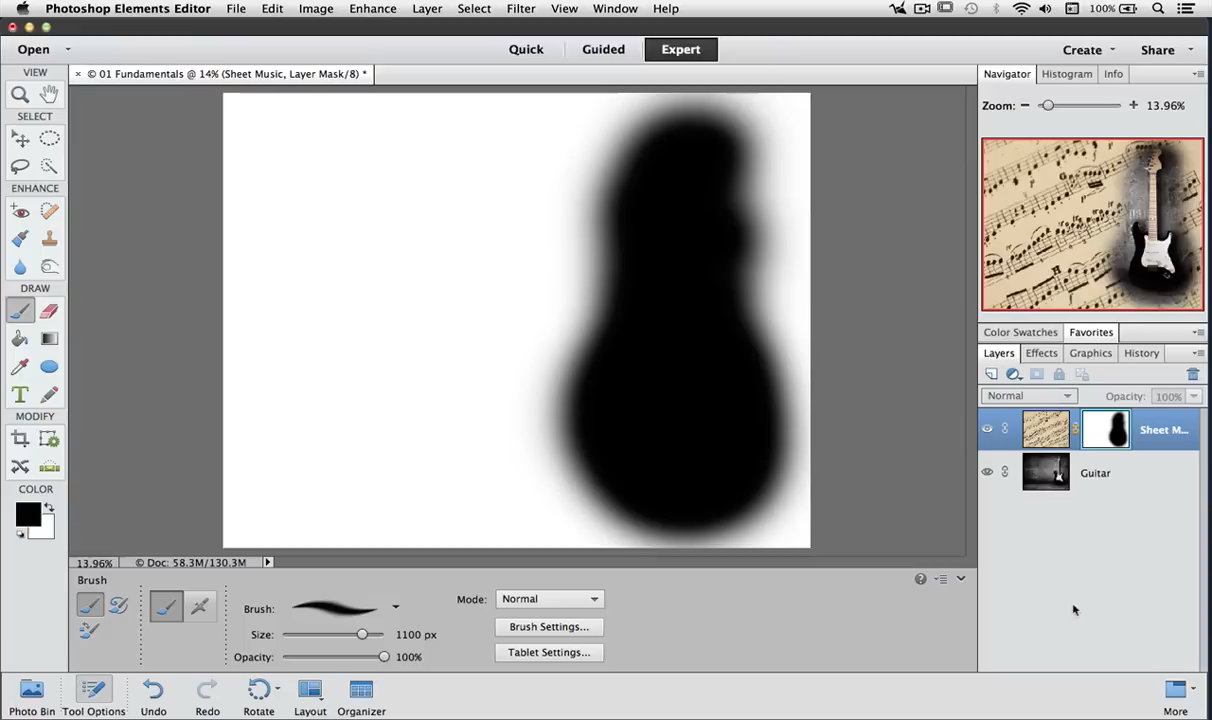 Photoshop Elements Editor File Edit Image Enhance Layer Select Filter View Window Help 100%
Open Quick Guided Expert Create Share
VIEW
× © 01 Fundamentals @ 14% (Sheet Music, Layer Mask/8) *
Navigator Histogram Info
Zoom: 13.96%
SELECT
ENHANCE
DRAW
MODIFY
COLOR
Color Swatches Favorites
Layers Effects Graphics History
Normal Opacity: 100%
Sheet M...
Guitar
13.96% © Doc: 58.3M/130.3M
Brush
Brush:
Size: 1100 px
Opacity: 100%
Mode: Normal
Brush Settings...
Tablet Settings...
Photo Bin Tool Options Undo Redo Rotate Layout Organizer More